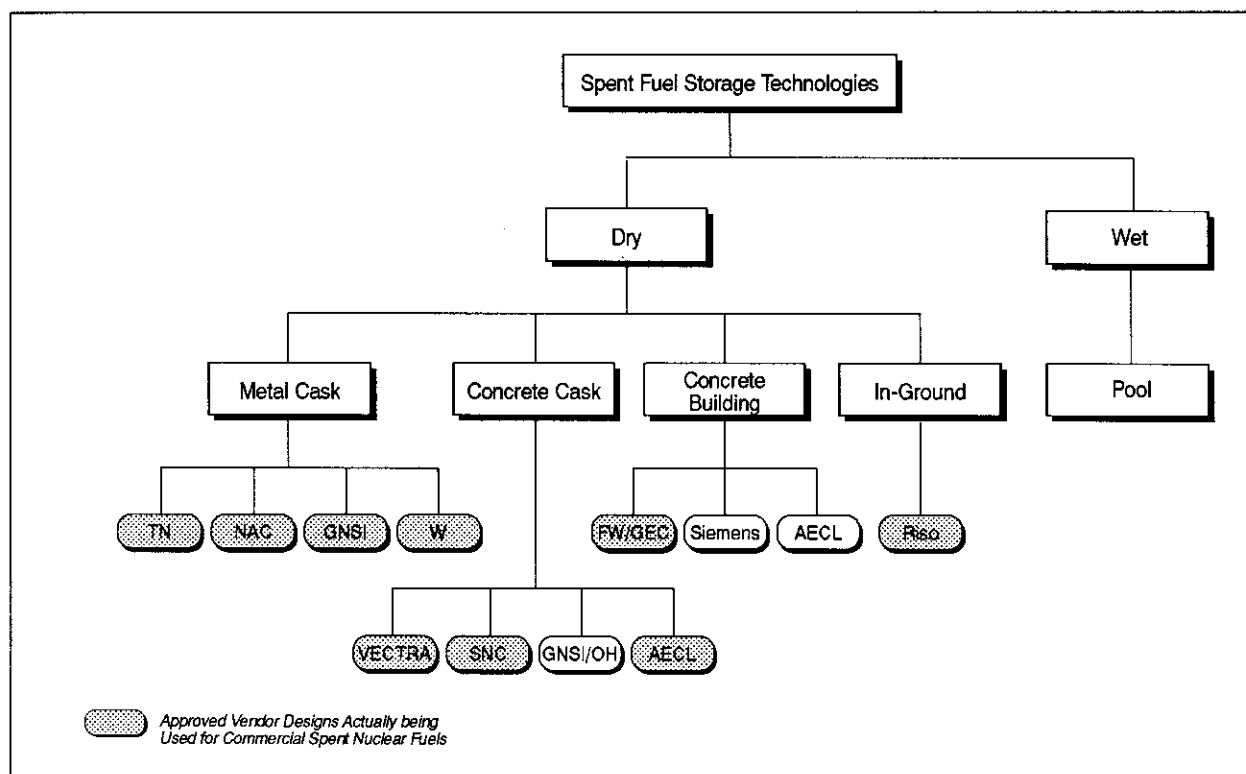 Spent Fuel Storage Technologies
Dry
Wet
Metal Cask
Concrete Cask
Concrete
Building
In-Ground
Pool
TN
NAC
GNSI
W
FW/GEC
Siemens
AECL
Riso
VECTRA
SNC
GNSI/OH
AECL
Approved Vendor Designs Actually being
Used for Commercial Spent Nuclear Fuels